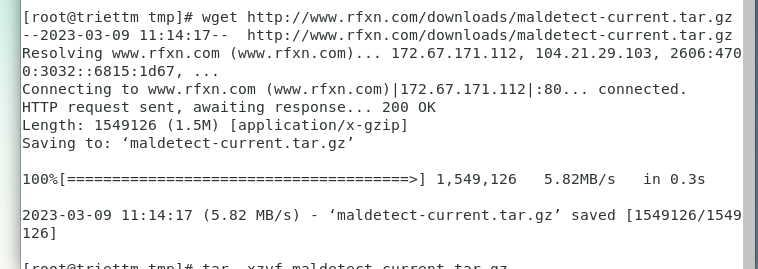 [root@triettm tmp]# wget http://www.rfxn.com/downloads/maldetect-current.tar.gz
--2023-03-09 11:14:17--  http://www.rfxn.com/downloads/maldetect-current.tar.gz
Resolving www.rfxn.com (www.rfxn.com)... 172.67.171.112, 104.21.29.103, 2606:470
0:3032::6815:1d67, ...
Connecting to www.rfxn.com (www.rfxn.com)|172.67.171.112|:80... connected.
HTTP request sent, awaiting response... 200 OK
Length: 1549126 (1.5M) [application/x-gzip]
Saving to: ‘maldetect-current.tar.gz’
100%[======================================>] 1,549,126   5.82MB/s   in 0.3s
2023-03-09 11:14:17 (5.82 MB/s) - ‘maldetect-current.tar.gz’ saved [1549126/1549
126]
[root@triettm tmp]# tar -xzvf maldetect-current.tar.gz